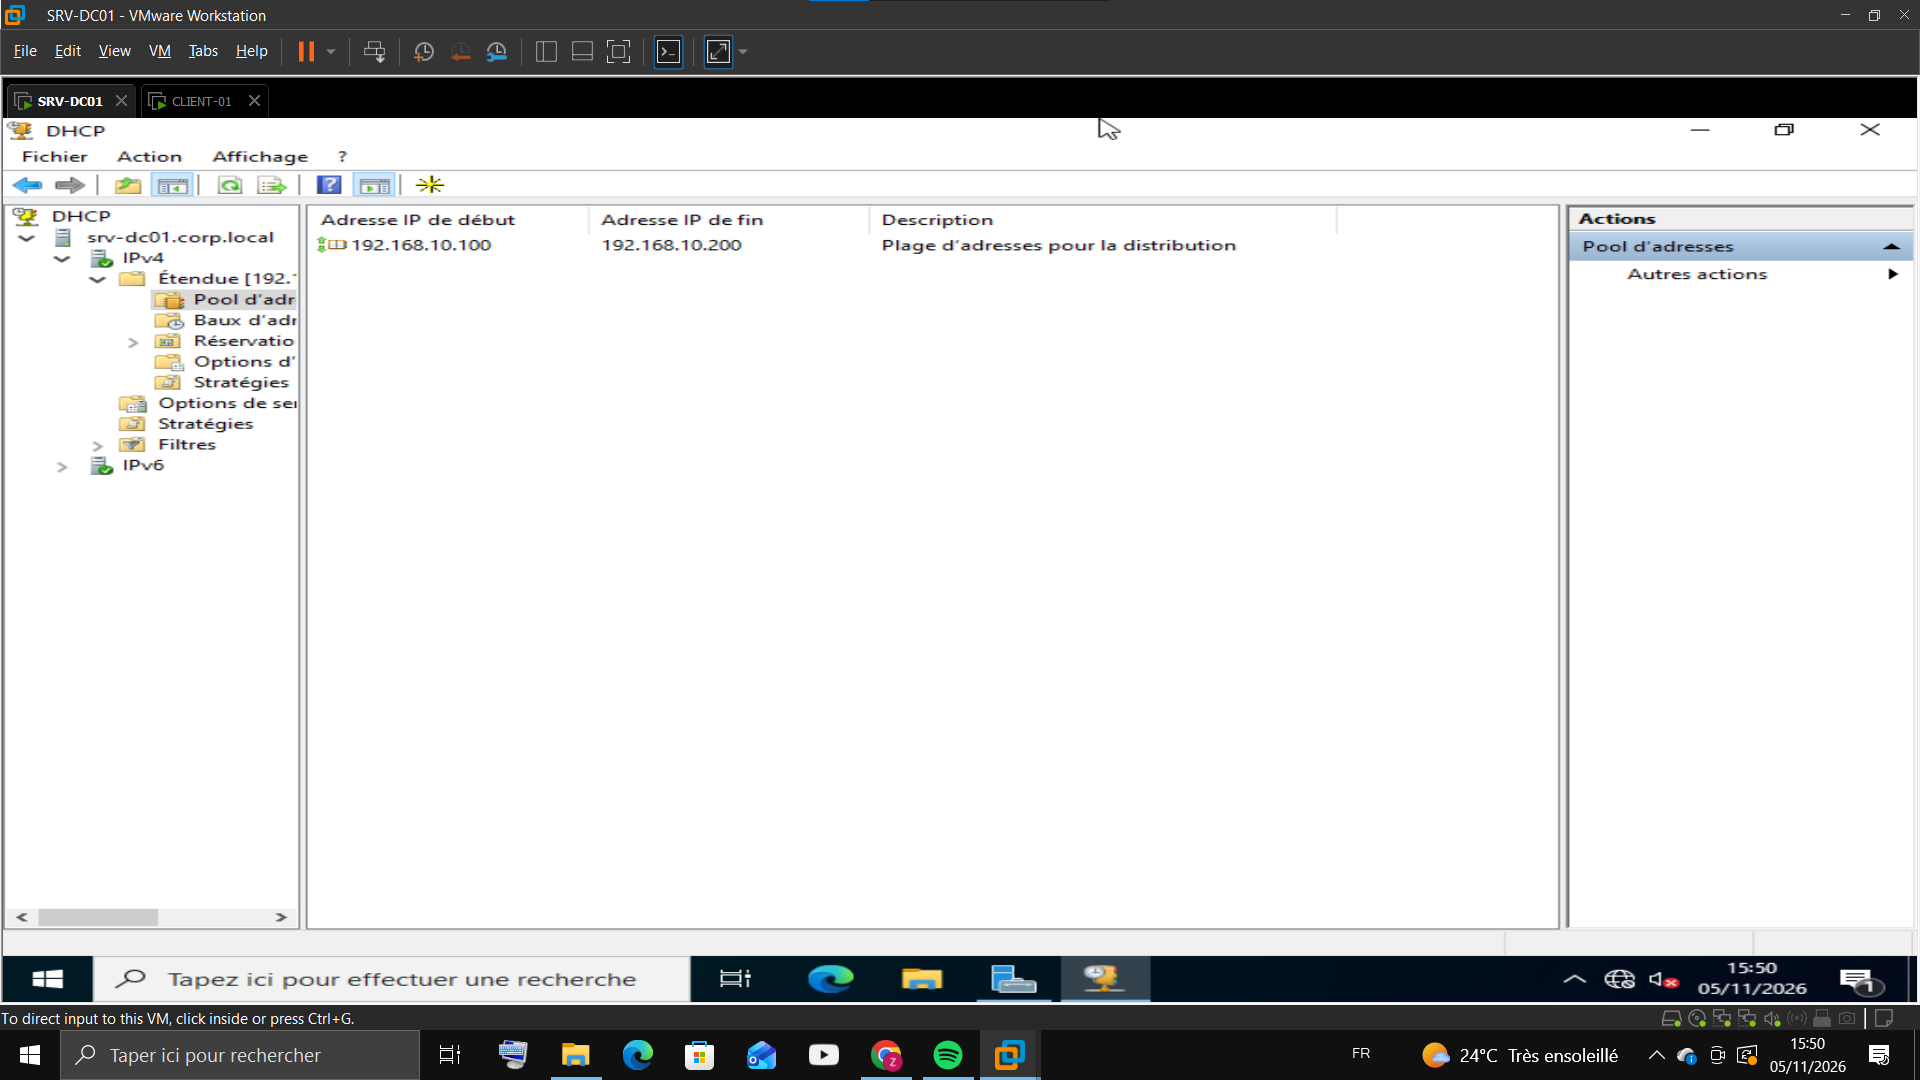 SRV-DC01 - VMware Workstation
File Edit View VM Tabs Help
SRV-DC01 CLIENT-01
DHCP
Fichier Action Affichage ?
DHCP
srv-dc01.corp.local
IPv4
Étendue [192.1
Pool d'adr
Baux d'adr
Réservatio
Options d'
Stratégies
Options de ser
Stratégies
Filtres
IPv6
Adresse IP de début Adresse IP de fin Description
192.168.10.100 192.168.10.200 Plage d'adresses pour la distribution
Actions
Pool d'adresses
Autres actions
Tapez ici pour effectuer une recherche
15:50
05/11/2026
1
To direct input to this VM, click inside or press Ctrl+G.
Taper ici pour rechercher
FR
24°C Très ensoleillé
15:50
05/11/2026